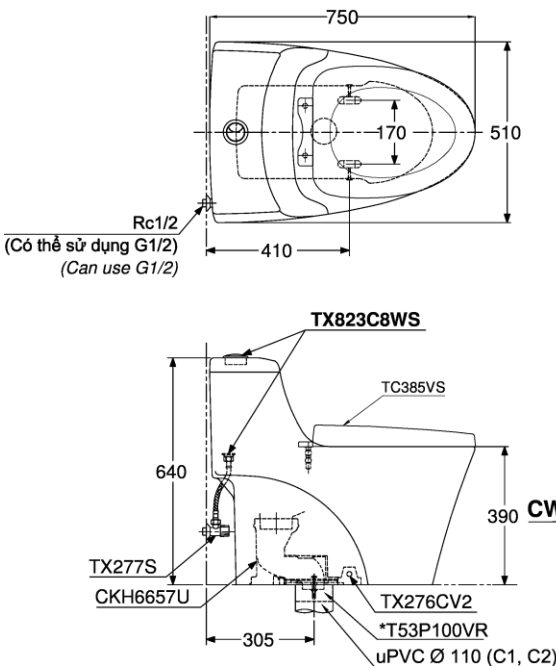 750
170
510
Rc1/2
(Có thể sử dụng G1/2)
(Can use G1/2)
410
TX823C8WS
TC385VS
640
390
CW
TX277S
CKH6657U
TX276CV2
*T53P100VR
305
uPVC Ø 110 (C1, C2)